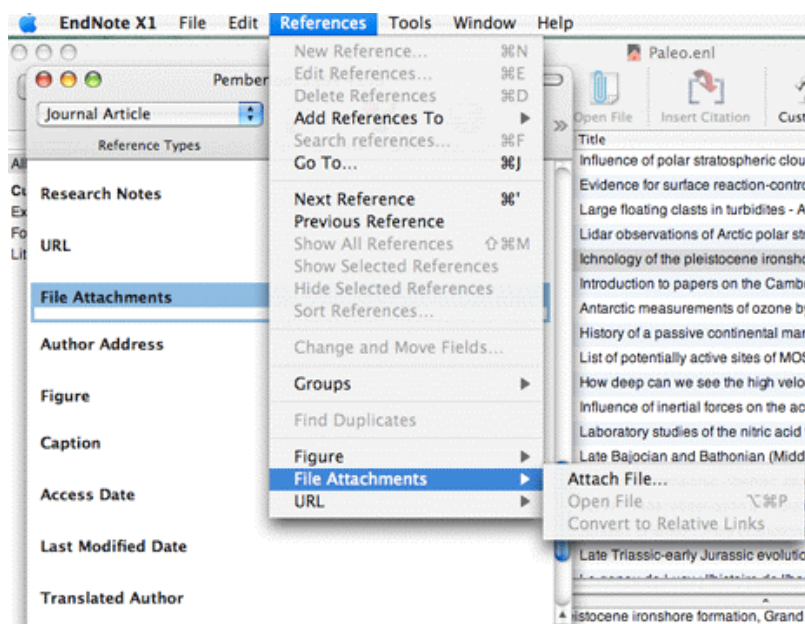 EndNote X1 File Edit References Tools Window Help
Paleo.enl
Pember
Journal Article
Reference Types
Open File Insert Citation Cust
Title
New Reference... ⌘N
Edit References... ⌘E
Delete References ⌘D
Add References To
Search references... ⌘F
Go To... ⌘J
Next Reference ⌘'
Previous Reference
Show All References ⇧⌘M
Show Selected References
Hide Selected References
Sort References...
Change and Move Fields...
Groups
Find Duplicates
Figure
File Attachments
URL
Attach File...
Open File ⌥⌘P
Convert to Relative Links
Al
Cu
Ex
Fo
Lit
Research Notes
URL
File Attachments
Author Address
Figure
Caption
Access Date
Last Modified Date
Translated Author
Influence of polar stratospheric clou
Evidence for surface reaction-contro
Large floating clasts in turbidites - A
Lidar observations of Arctic polar str
Ichnology of the pleistocene ironsho
Introduction to papers on the Cambr
Antarctic measurements of ozone by
History of a passive continental mar
List of potentially active sites of MOS
How deep can we see the high velo
Influence of inertial forces on the ac
Laboratory studies of the nitric acid
Late Bajocian and Bathonian (Midd
Late Triassic-early Jurassic evolutio
eistocene ironshore formation, Grand